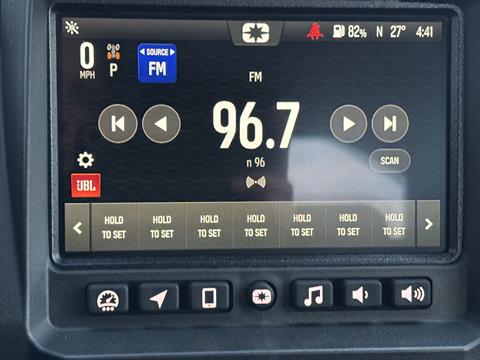 82% N 27° 4:41
0
MPH
P
SOURCE
FM
FM
96.7
n 96
SCAN
JBL
HOLD TO SET HOLD TO SET HOLD TO SET HOLD TO SET HOLD TO SET HOLD TO SET HOLD TO SET